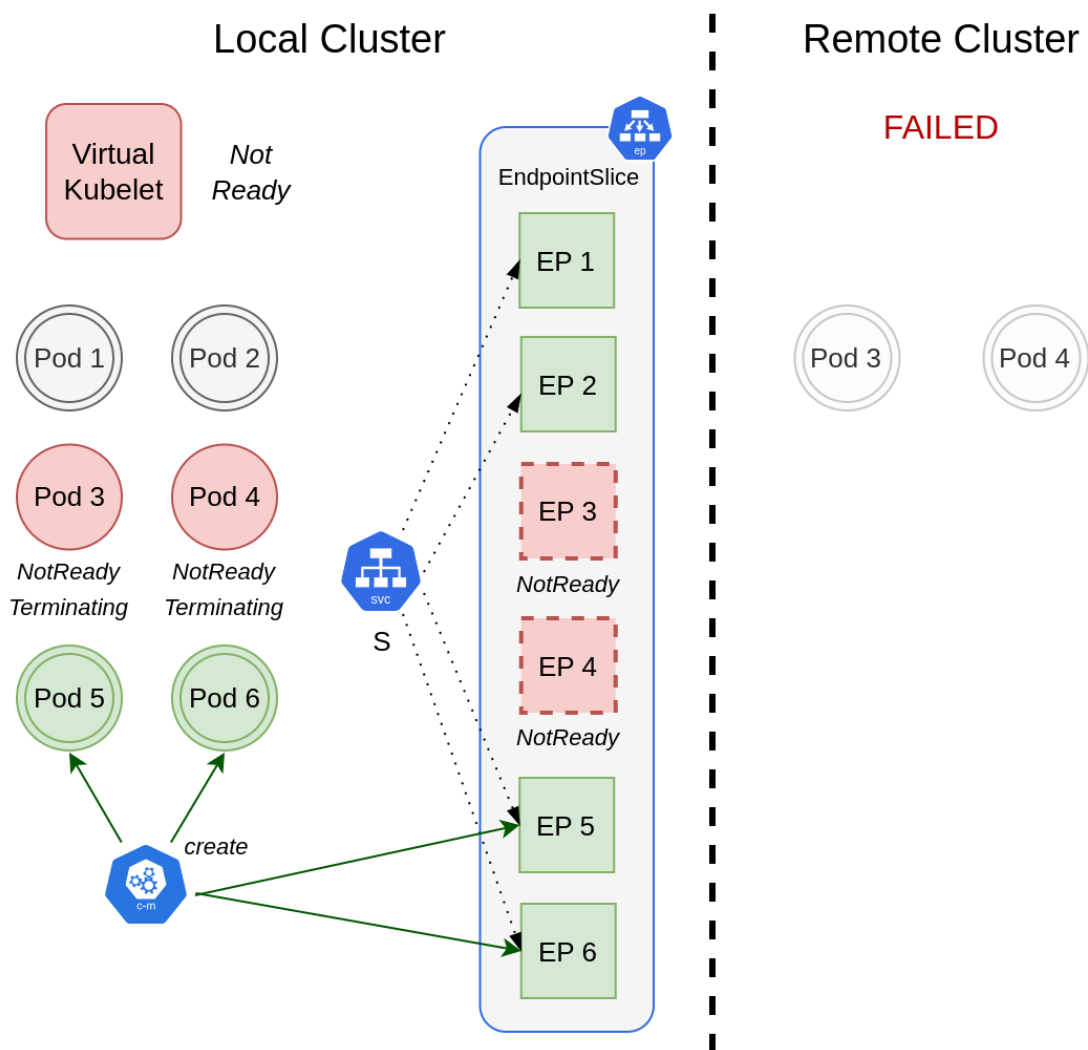 Local Cluster
Remote Cluster
Virtual
Kubelet
Not
Ready
FAILED
ep
EndpointSlice
EP 1
EP 2
EP 3
NotReady
EP 4
NotReady
EP 5
EP 6
Pod 1
Pod 2
Pod 3
Pod 4
Pod 3
Pod 4
NotReady
NotReady
Terminating
Terminating
svc
S
Pod 5
Pod 6
create
c-m